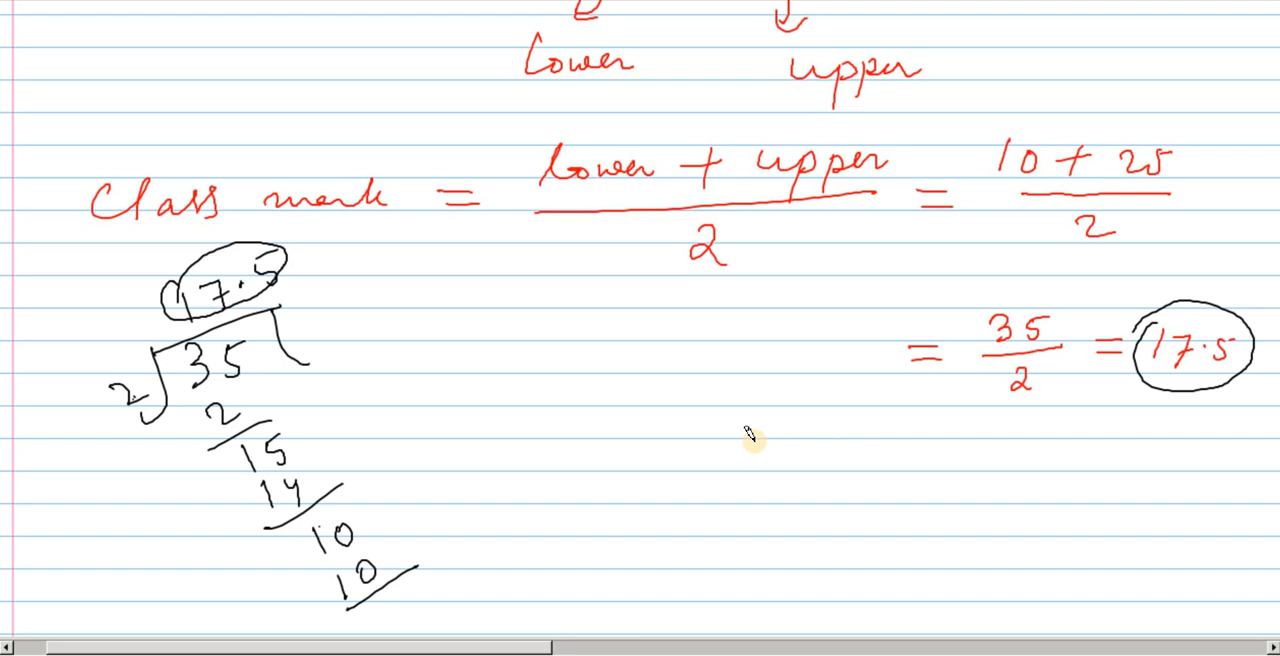 Lower upper
Class mark = lower + upper / 2 = 10 + 25 / 2
= 35 / 2 = 17.5
17.5
2 35
2
15
14
10
10